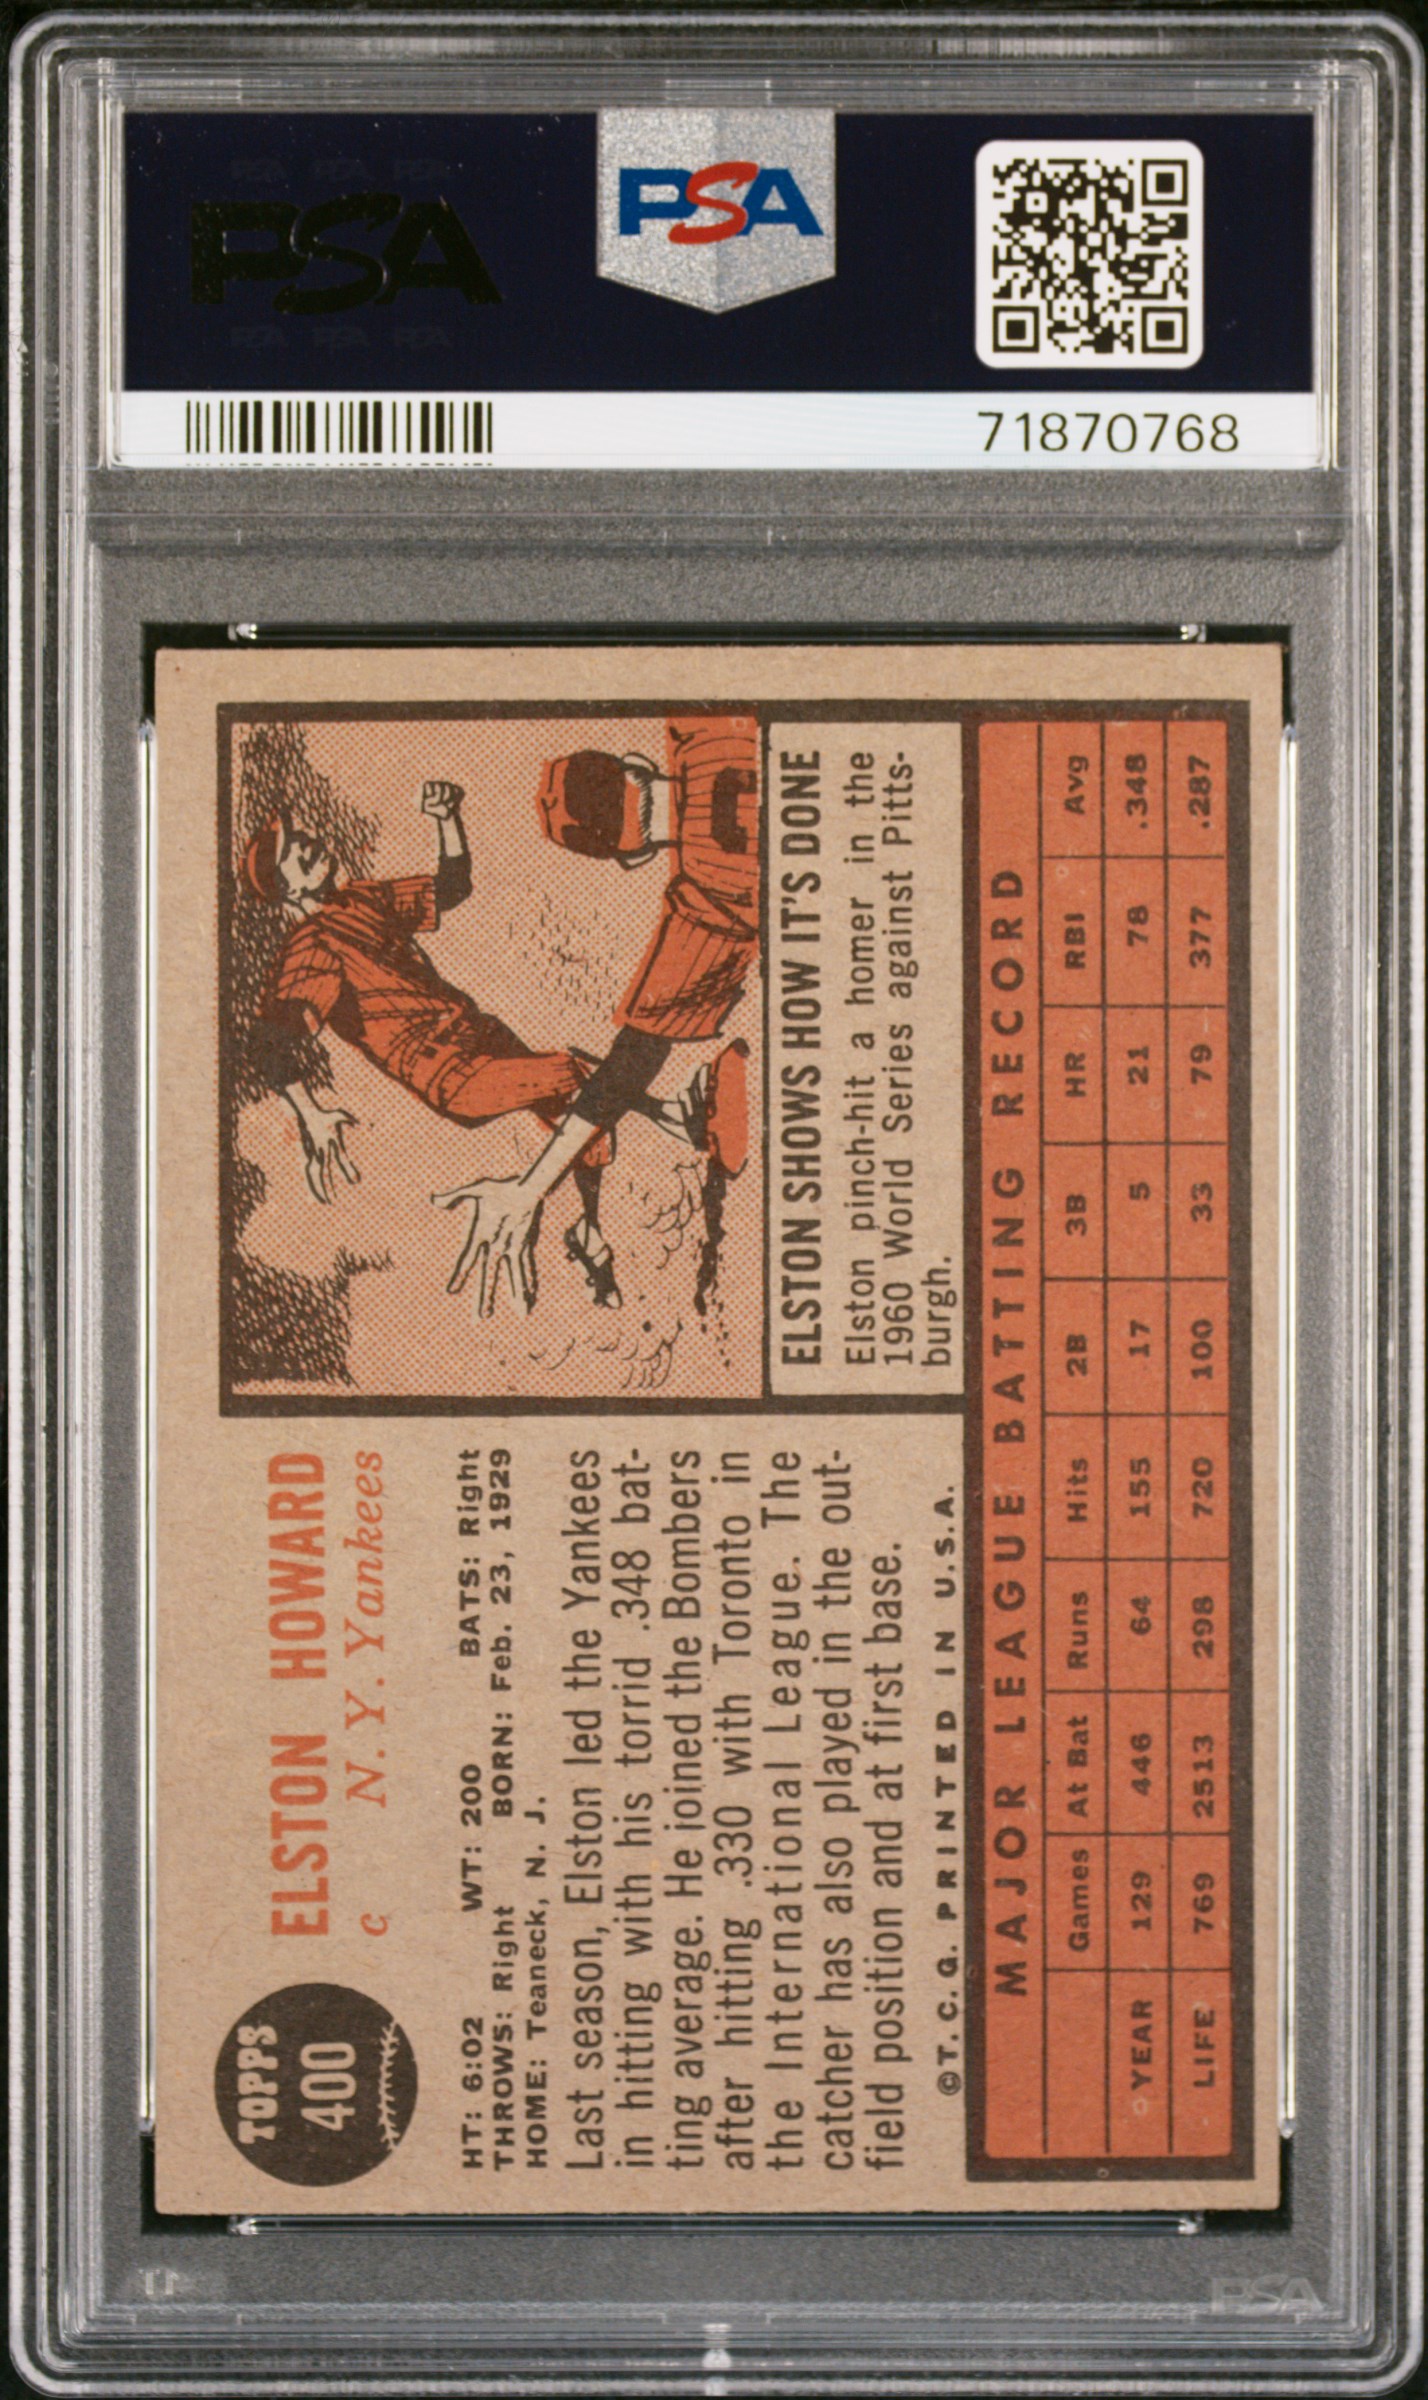 PSA PSA PSA
PSA
PSA PSA PSA
PSA
71870768
TOPPS
400
ELSTON HOWARD
c N. Y. Yankees
HT: 6:02 WT: 200 BATS: Right
THROWS: Right BORN: Feb. 23, 1929
HOME: Teaneck, N. J.
Last season, Elston led the Yankees
in hitting with his torrid .348 bat-
ting average. He joined the Bombers
after hitting .330 with Toronto in
the International League. The
catcher has also played in the out-
field position and at first base.
©T. C. G. PRINTED IN U.S.A.
ELSTON SHOWS HOW IT'S DONE
Elston pinch-hit a homer in the
1960 World Series against Pitts-
burgh.
MAJOR LEAGUE BATTING RECORD
Games At Bat Runs Hits 2B 3B HR RBI Avg
YEAR 129 446 64 155 17 5 21 78 .348
LIFE 769 2513 298 720 100 33 79 377 .287
PSA